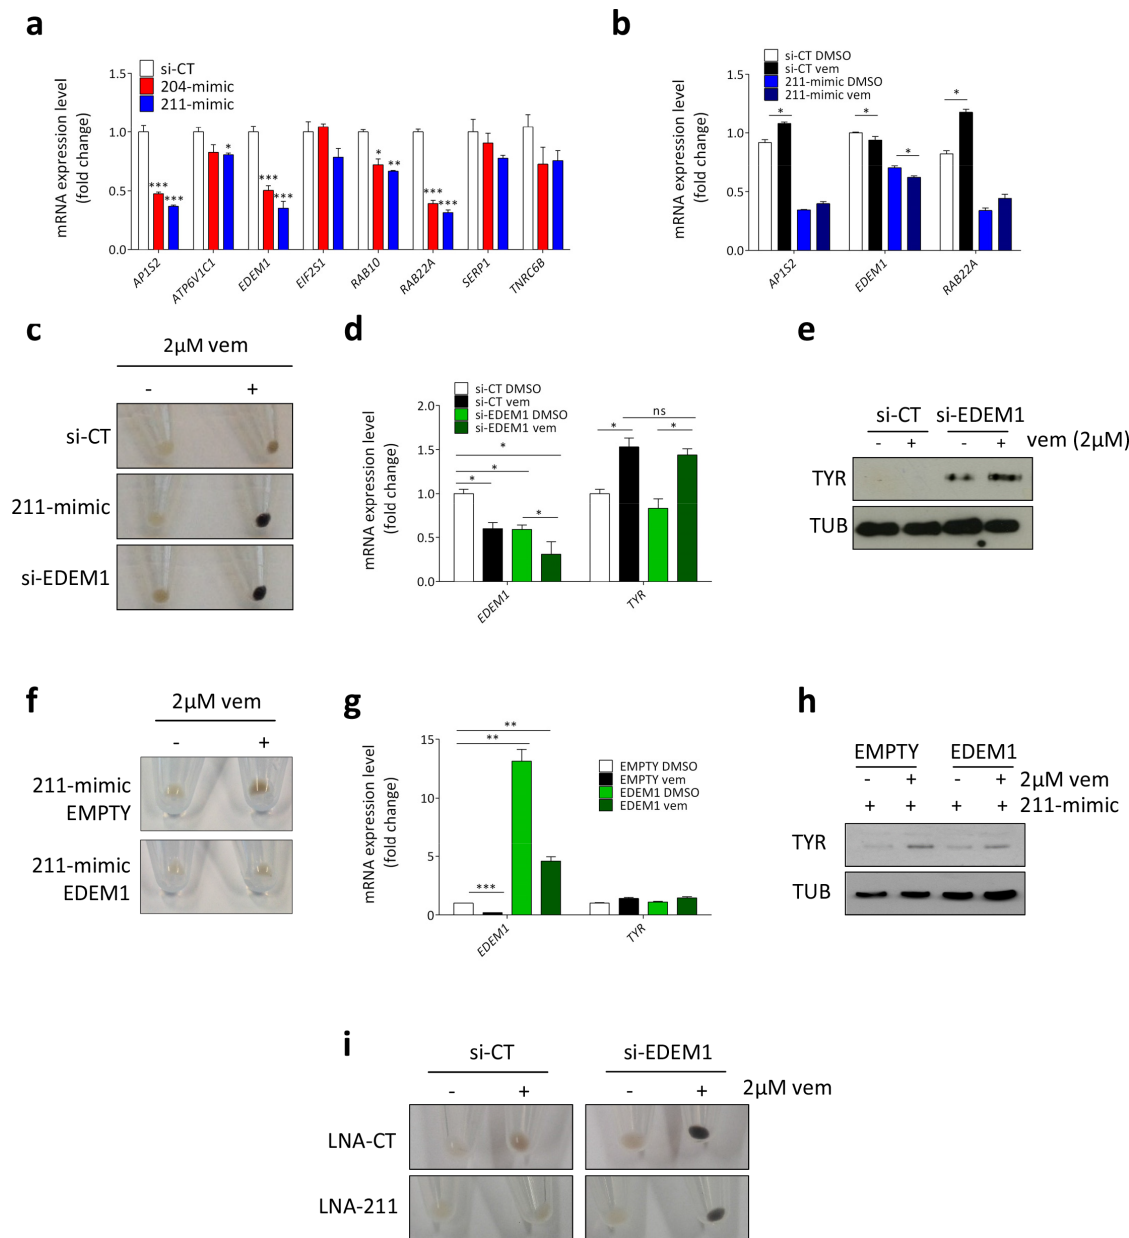 a
si-CT
204-mimic
211-mimic
mRNA expression level
(fold change)
1.5
1.0
0.5
0.0
*** *** * *** *** * ** *** ***
AP1S2 ATP6V1C1 EDEM1 EIF2S1 RAB10 RAB22A SERP1 TNRC6B
b
si-CT DMSO
si-CT vem
211-mimic DMSO
211-mimic vem
mRNA expression level
(fold change)
1.5
1.0
0.5
0.0
* * * *
AP1S2 EDEM1 RAB22A
c
2µM vem
- +
si-CT
211-mimic
si-EDEM1
d
si-CT DMSO
si-CT vem
si-EDEM1 DMSO
si-EDEM1 vem
mRNA expression level
(fold change)
2.0
1.5
1.0
0.5
0.0
* * * * * * ns
EDEM1 TYR
e
si-CT si-EDEM1
- + - + vem (2µM)
TYR
TUB
f
2µM vem
- +
211-mimic
EMPTY
211-mimic
EDEM1
g
EMPTY DMSO
EMPTY vem
EDEM1 DMSO
EDEM1 vem
mRNA expression level
(fold change)
15
10
5
0
** ** ***
EDEM1 TYR
h
EMPTY EDEM1
- + - + 2µM vem
+ + + + 211-mimic
TYR
TUB
i
si-CT si-EDEM1
- + - + 2µM vem
LNA-CT
LNA-211